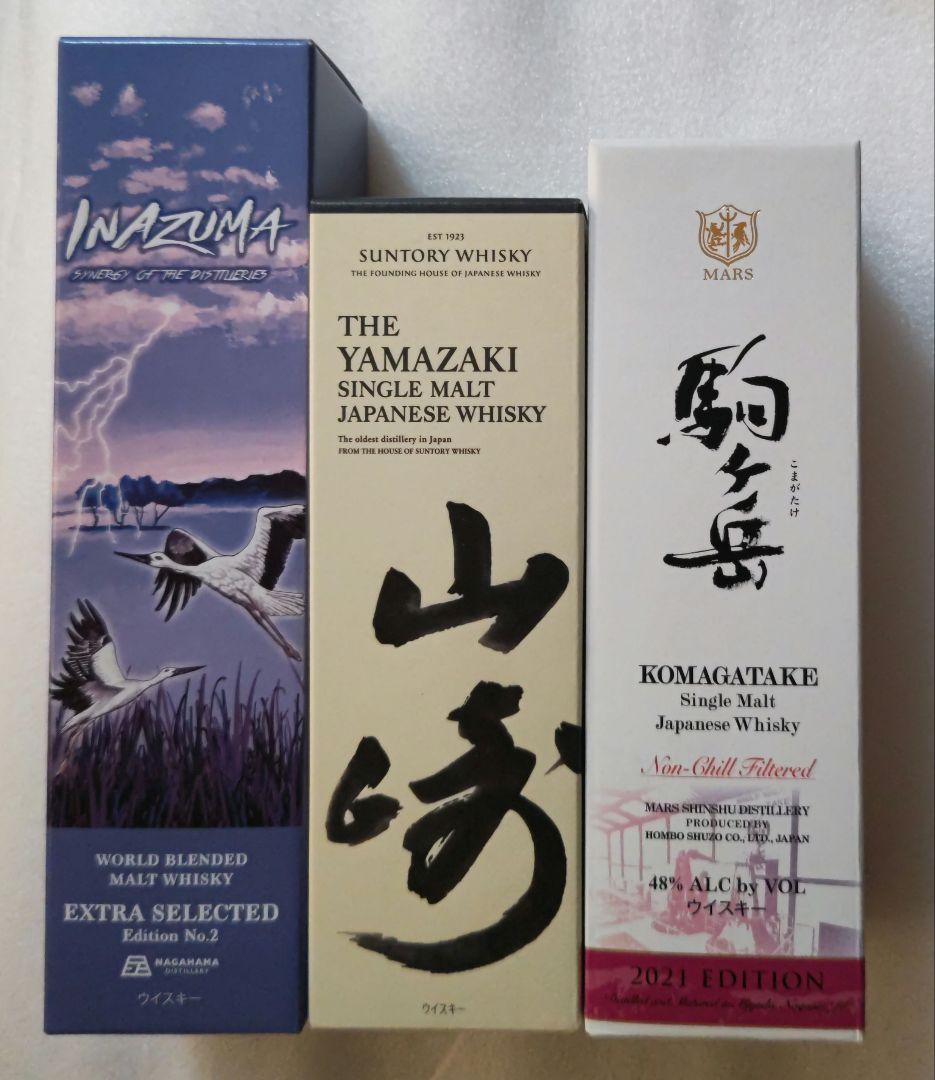 INAZUMA
SYNERGY OF THE DISTILLERIES
WORLD BLENDED
MALT WHISKY
EXTRA SELECTED
Edition No.2
NAGAHAMA
DISTILLERY
ウイスキー
EST 1923
SUNTORY WHISKY
THE FOUNDING HOUSE OF JAPANESE WHISKY
THE
YAMAZAKI
SINGLE MALT
JAPANESE WHISKY
The oldest distillery in Japan
FROM THE HOUSE OF SUNTORY WHISKY
山崎
ウイスキー
MARS
駒ヶ岳
こまがたけ
KOMAGATAKE
Single Malt
Japanese Whisky
Non-Chill Filtered
MARS SHINSHU DISTILLERY
PRODUCED BY
HOMBO SHUZO CO., LTD., JAPAN
48% ALC by VOL
ウイスキー
2021 EDITION
Distilled and Matured in